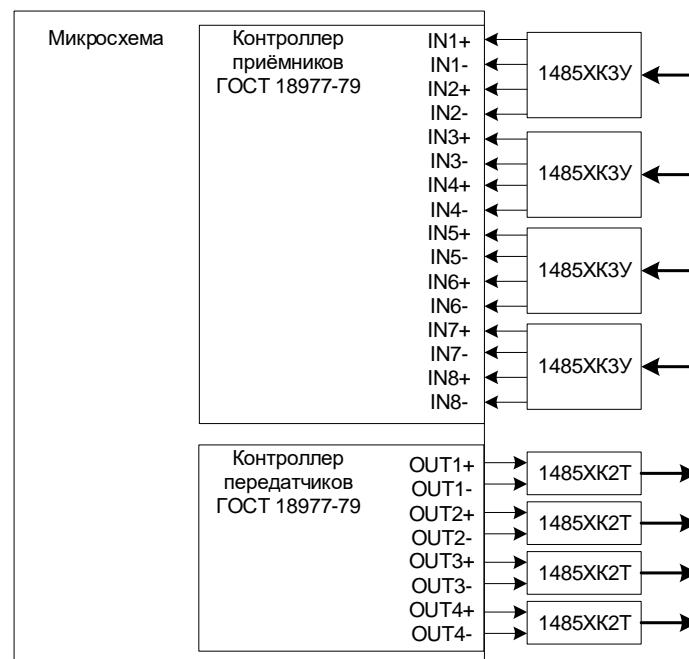 Микросхема
Контроллер
приёмников
ГОСТ 18977-79
IN1+
IN1-
IN2+
IN2-
IN3+
IN3-
IN4+
IN4-
IN5+
IN5-
IN6+
IN6-
IN7+
IN7-
IN8+
IN8-
1485ХК3У
1485ХК3У
1485ХК3У
1485ХК3У
Контроллер
передатчиков
ГОСТ 18977-79
OUT1+
OUT1-
OUT2+
OUT2-
OUT3+
OUT3-
OUT4+
OUT4-
1485ХК2Т
1485ХК2Т
1485ХК2Т
1485ХК2Т